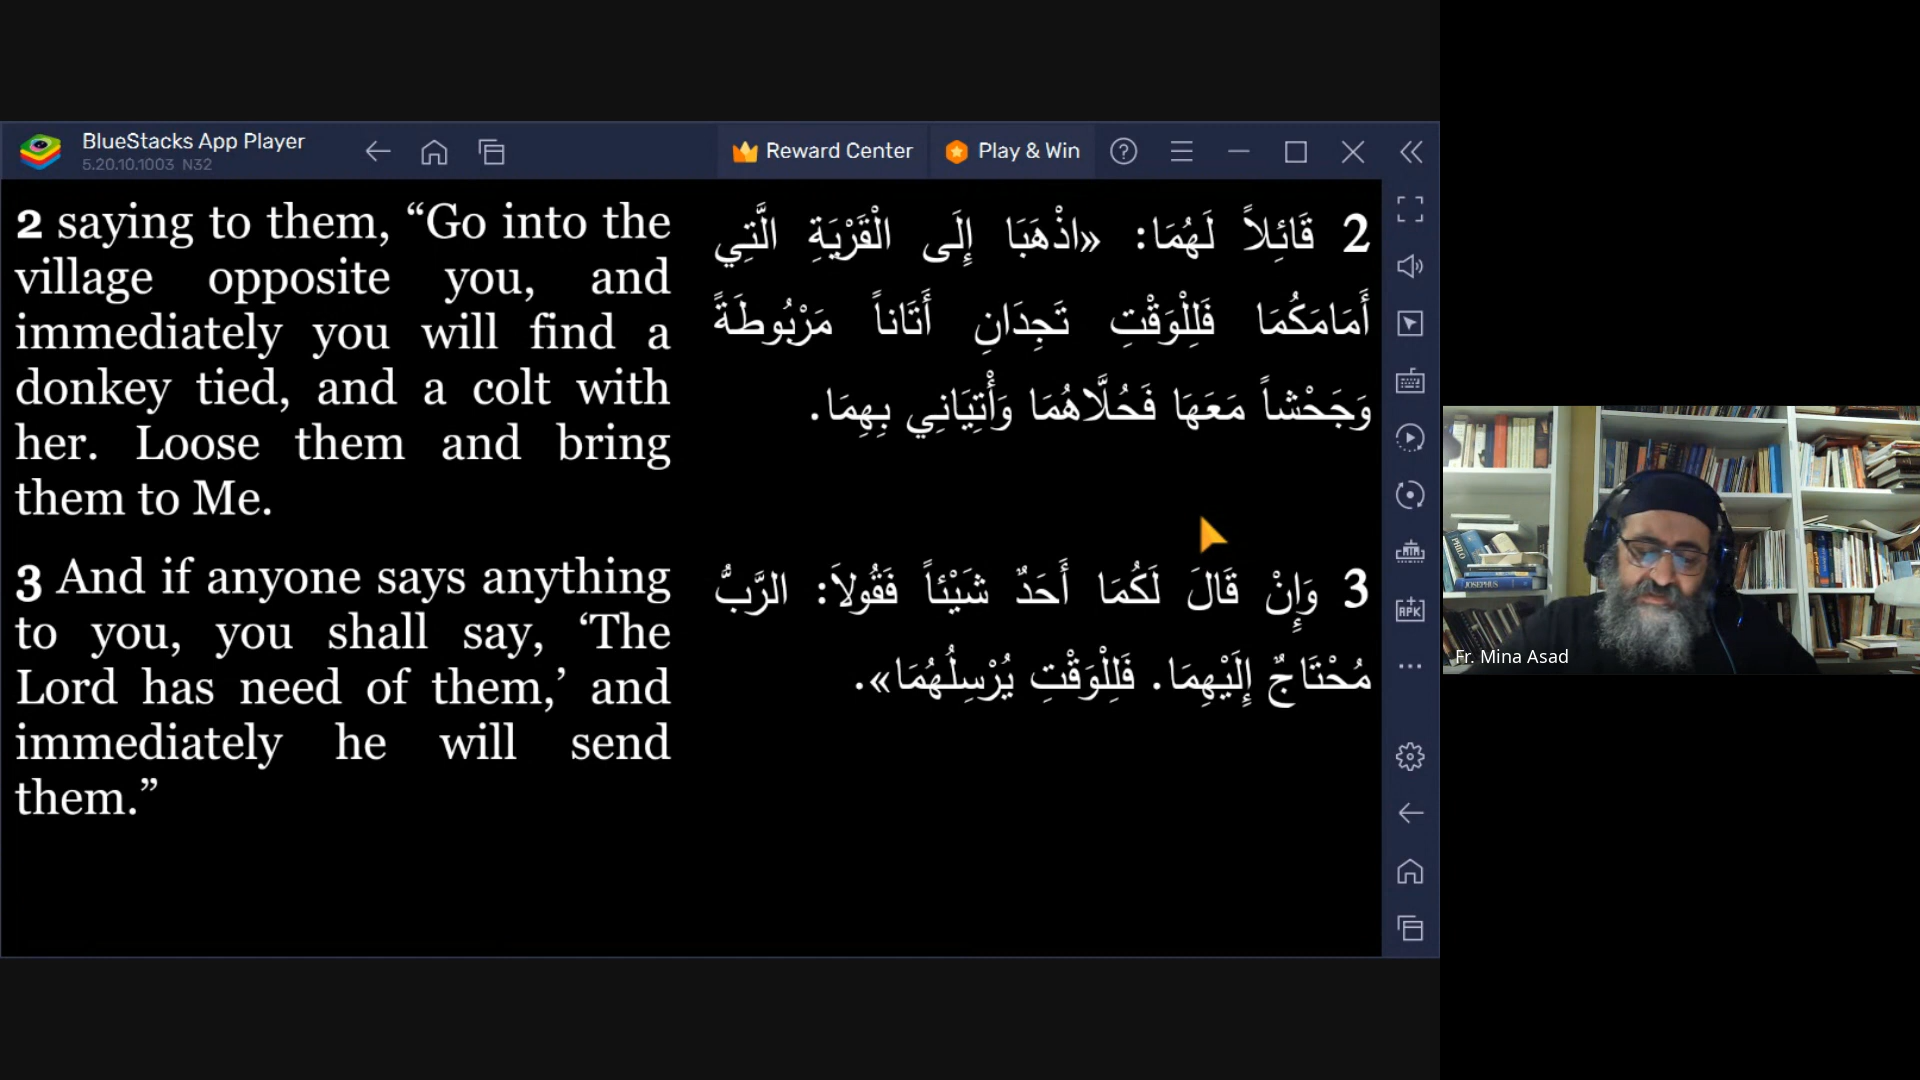 BlueStacks App Player
5.20.10.1003 N32
Reward Center
Play & Win
2 saying to them, “Go into the
village opposite you, and
immediately you will find a
donkey tied, and a colt with
her. Loose them and bring
them to Me.
3 And if anyone says anything
to you, you shall say, ‘The
Lord has need of them,’ and
immediately he will send
them.”
2 قَائِلاً لَهُمَا: «اذْهَبَا إِلَى الْقَرْيَةِ الَّتِي
أَمَامَكُمَا فَلِلْوَقْتِ تَجِدَانِ أَتَاناً مَرْبُوطَةً
وَجَحْشاً مَعَهَا فَحُلَّاهُمَا وَأْتِيَانِي بِهِمَا.
3 وَإِنْ قَالَ لَكُمَا أَحَدٌ شَيْئاً فَقُولاَ: الرَّبُّ
مُحْتَاجٌ إِلَيْهِمَا. فَلِلْوَقْتِ يُرْسِلُهُمَا».
APK
PHILO
JOSEPHUS
Fr. Mina Asad